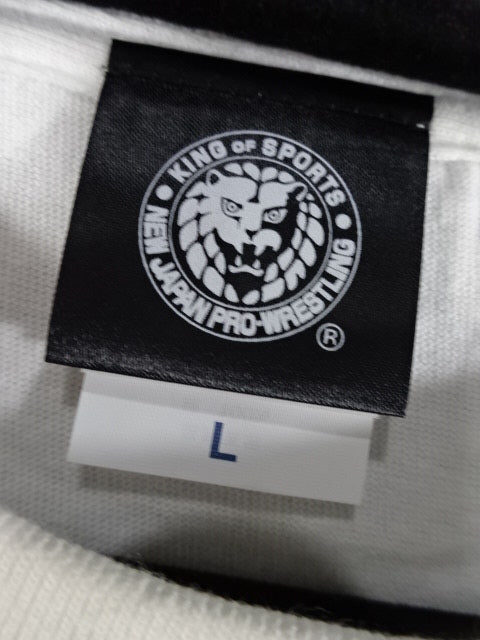 KING OF SPORTS
NEW JAPAN PRO-WRESTLING
®
L